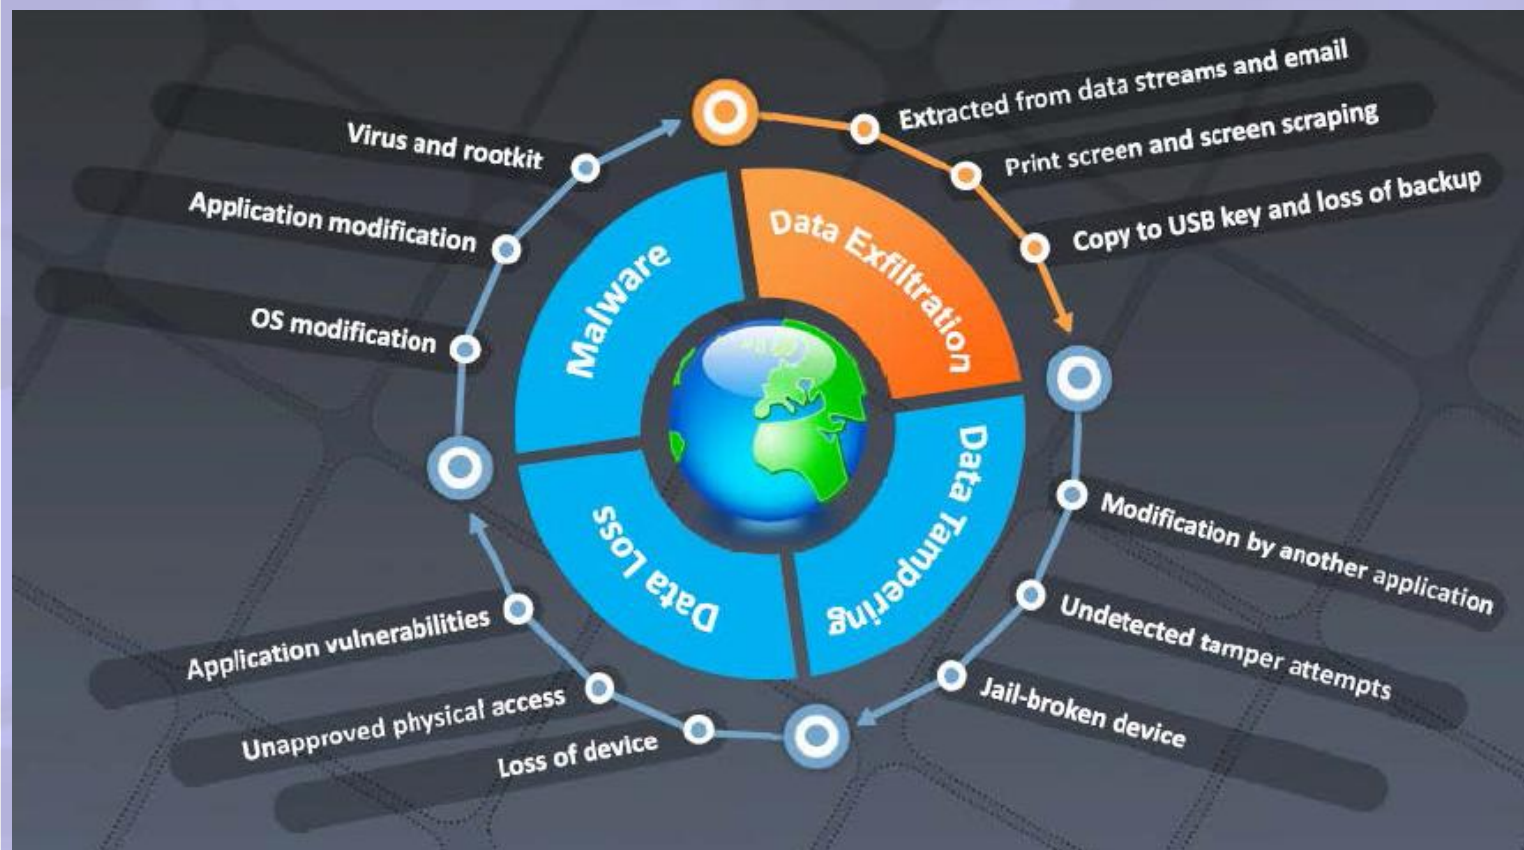 Data Exfiltration
Extracted from data streams and email
Print screen and screen scraping
Copy to USB key and loss of backup
Data Tampering
Modification by another application
Undetected tamper attempts
Jail-broken device
Data Loss
Loss of device
Unapproved physical access
Application vulnerabilities
Malware
OS modification
Application modification
Virus and rootkit